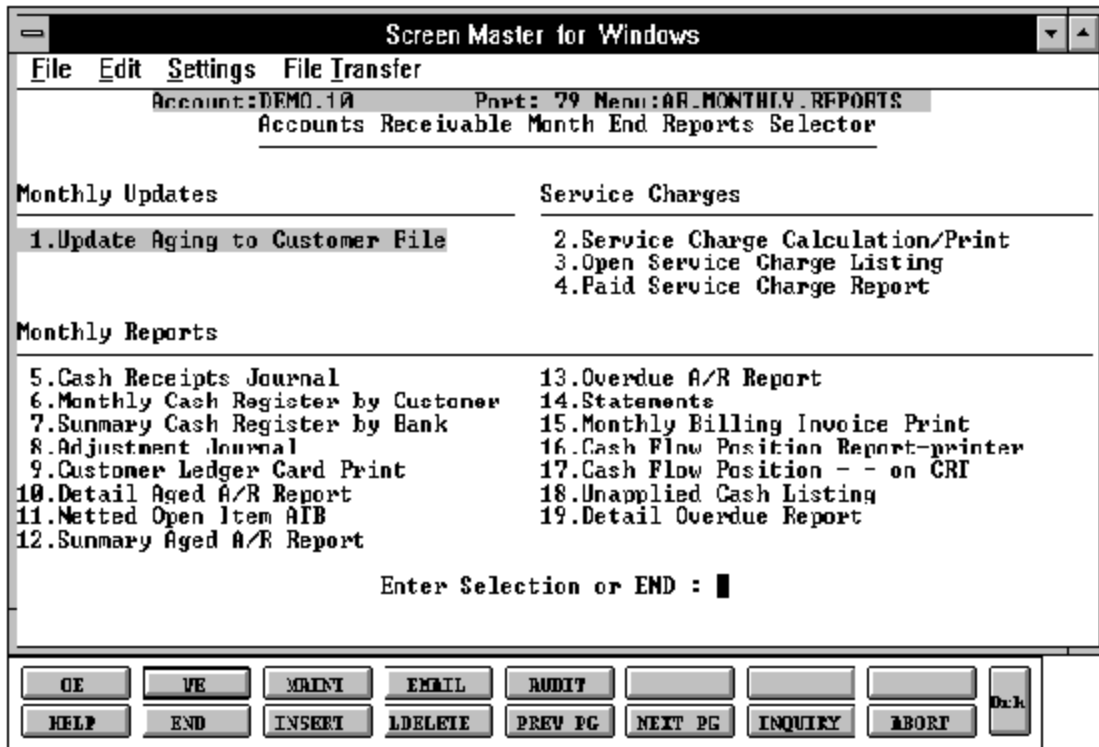 Screen Master for Windows
File Edit Settings File Transfer
Account:DEMO.10 Port: 79 Menu:AR.MONTHLY.REPORTS
Accounts Receivable Month End Reports Selector
Monthly Updates Service Charges
1.Update Aging to Customer File 2.Service Charge Calculation/Print
3.Open Service Charge Listing
4.Paid Service Charge Report
Monthly Reports
5.Cash Receipts Journal 13.Overdue A/R Report
6.Monthly Cash Register by Customer 14.Statements
7.Summary Cash Register by Bank 15.Monthly Billing Invoice Print
8.Adjustment Journal 16.Cash Flow Position Report-printer
9.Customer Ledger Card Print 17.Cash Flow Position - - on CRT
10.Detail Aged A/R Report 18.Unapplied Cash Listing
11.Netted Open Item ATB 19.Detail Overdue Report
12.Summary Aged A/R Report
Enter Selection or END :
OE VE MAINT EMAIL AUDIT
HELP END INSERT LDELETE PREV PG NEXT PG INQUIRY ABORT